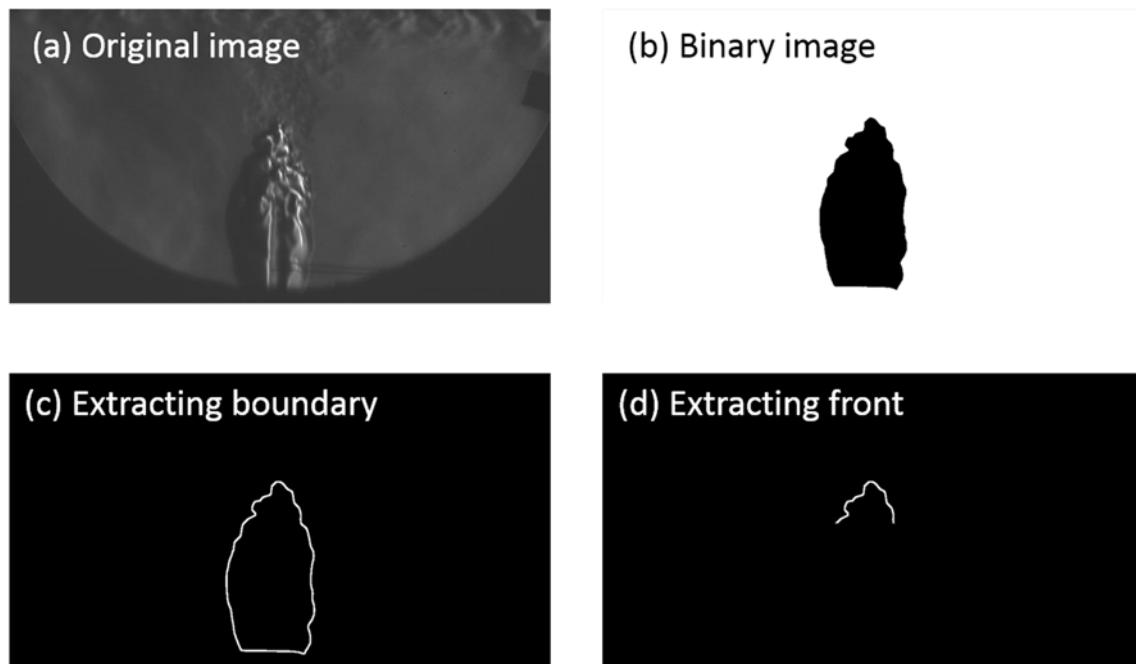 (a) Original image
(b) Binary image
(c) Extracting boundary
(d) Extracting front